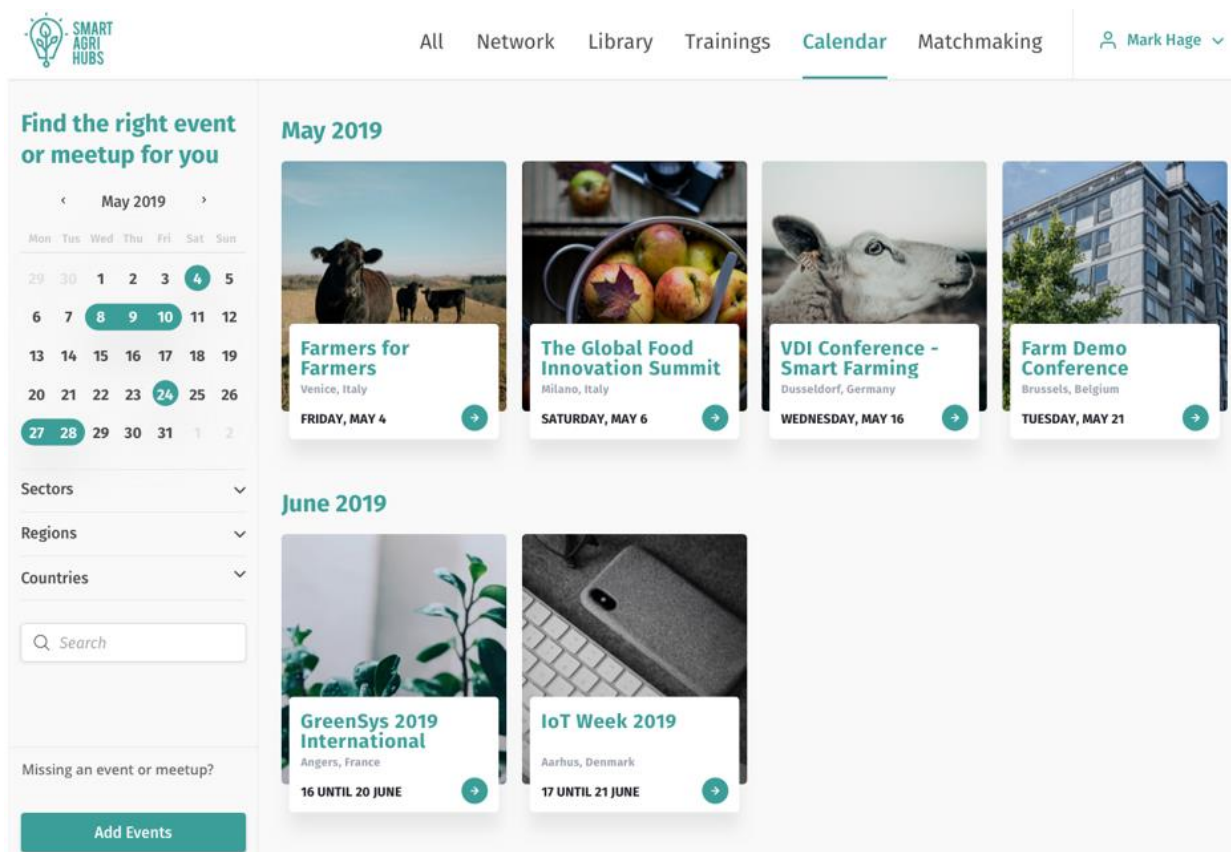 SMART
AGRI
HUBS
All Network Library Trainings Calendar Matchmaking Mark Hage
Find the right event
or meetup for you
May 2019
Mon Tus Wed Thu Fri Sat Sun
29 30 1 2 3 4 5
6 7 8 9 10 11 12
13 14 15 16 17 18 19
20 21 22 23 24 25 26
27 28 29 30 31 1 2
Sectors
Regions
Countries
Search
Missing an event or meetup?
Add Events
May 2019
Farmers for
Farmers
Venice, Italy
FRIDAY, MAY 4
The Global Food
Innovation Summit
Milano, Italy
SATURDAY, MAY 6
VDI Conference -
Smart Farming
Dusseldorf, Germany
WEDNESDAY, MAY 16
Farm Demo
Conference
Brussels, Belgium
TUESDAY, MAY 21
June 2019
GreenSys 2019
International
Angers, France
16 UNTIL 20 JUNE
IoT Week 2019
Aarhus, Denmark
17 UNTIL 21 JUNE